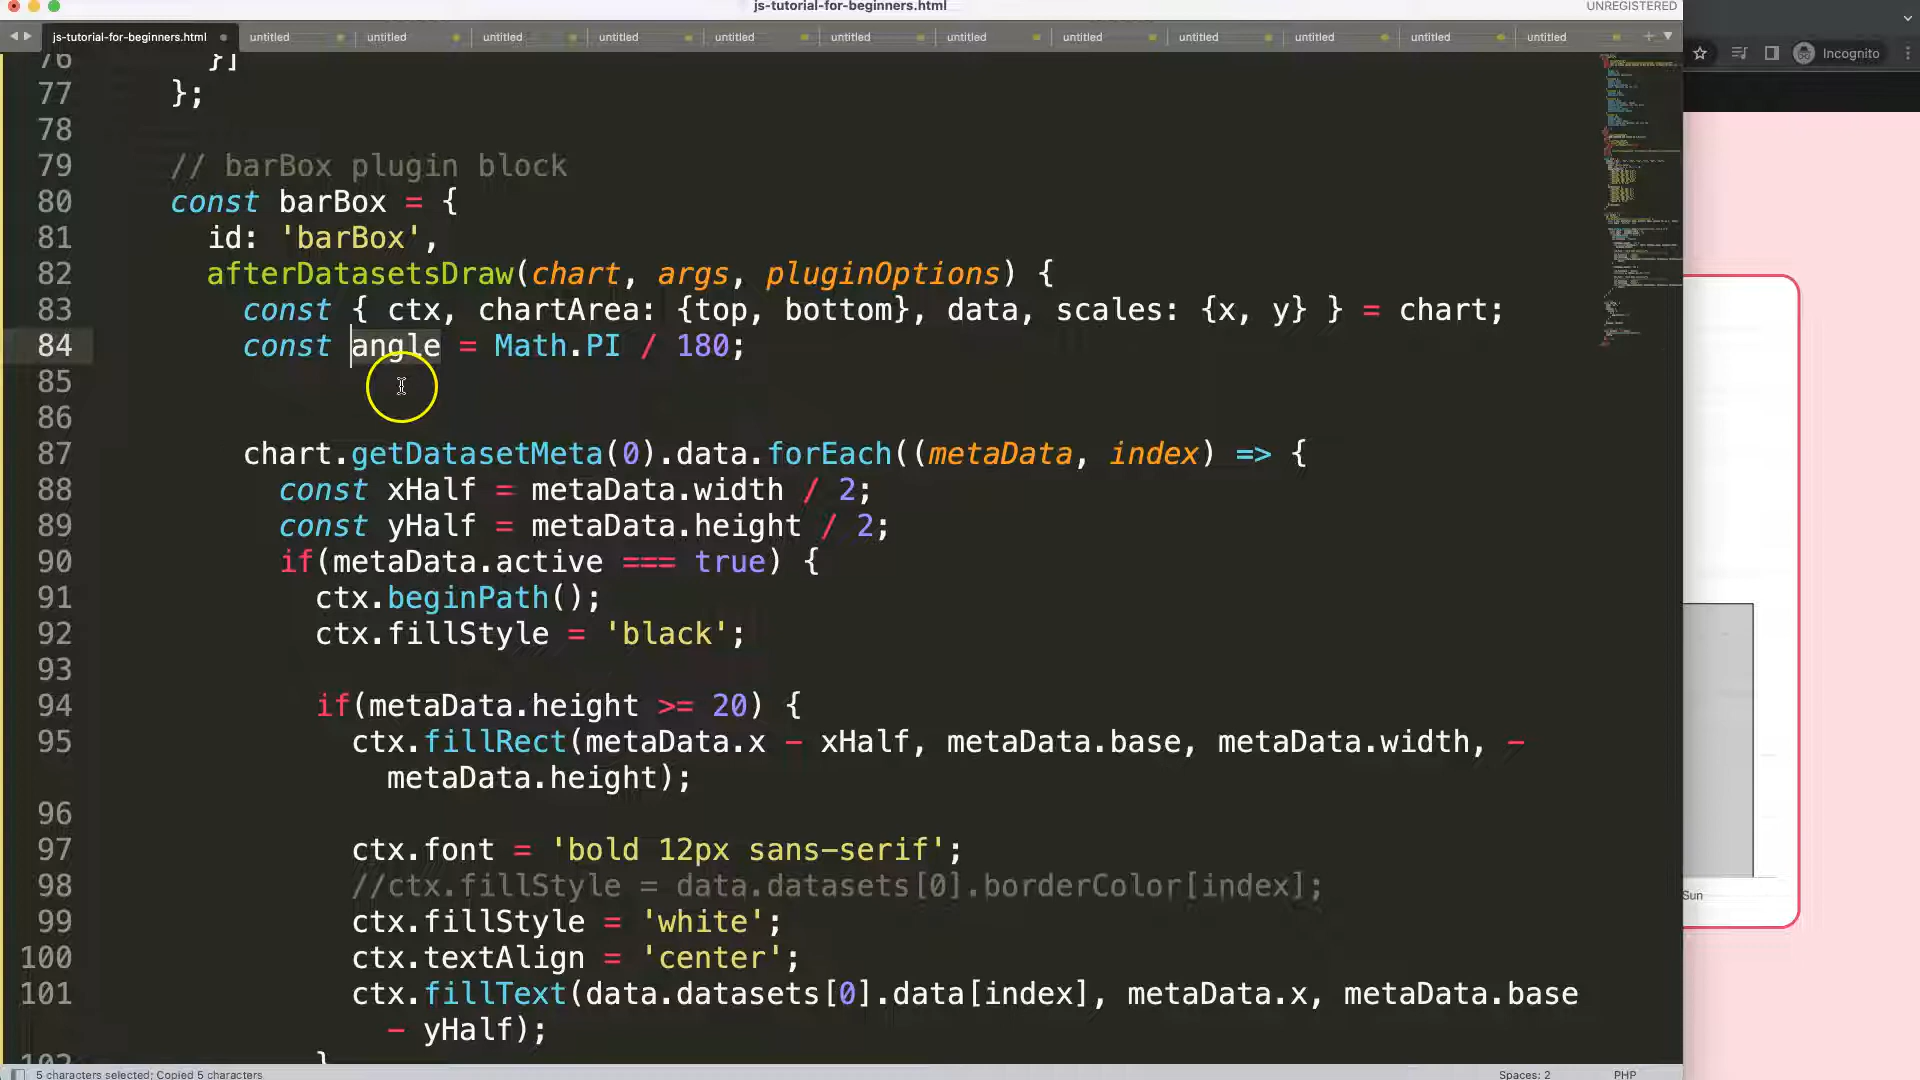 js-tutorial-for-beginners.html
UNREGISTERED
js-tutorial-for-beginners.html untitled untitled untitled untitled untitled untitled untitled untitled untitled untitled untitled untitled
Incognito
76 }]
77 };
78
79 // barBox plugin block
80 const barBox = {
81 id: 'barBox',
82 afterDatasetsDraw(chart, args, pluginOptions) {
83 const { ctx, chartArea: {top, bottom}, data, scales: {x, y} } = chart;
84 const angle = Math.PI / 180;
85
86
87 chart.getDatasetMeta(0).data.forEach((metaData, index) => {
88 const xHalf = metaData.width / 2;
89 const yHalf = metaData.height / 2;
90 if(metaData.active === true) {
91 ctx.beginPath();
92 ctx.fillStyle = 'black';
93
94 if(metaData.height >= 20) {
95 ctx.fillRect(metaData.x - xHalf, metaData.base, metaData.width, -
metaData.height);
96
97 ctx.font = 'bold 12px sans-serif';
98 //ctx.fillStyle = data.datasets[0].borderColor[index];
99 ctx.fillStyle = 'white';
100 ctx.textAlign = 'center';
101 ctx.fillText(data.datasets[0].data[index], metaData.x, metaData.base
- yHalf);
102 }
Sun
5 characters selected; Copied 5 characters
Spaces: 2
PHP